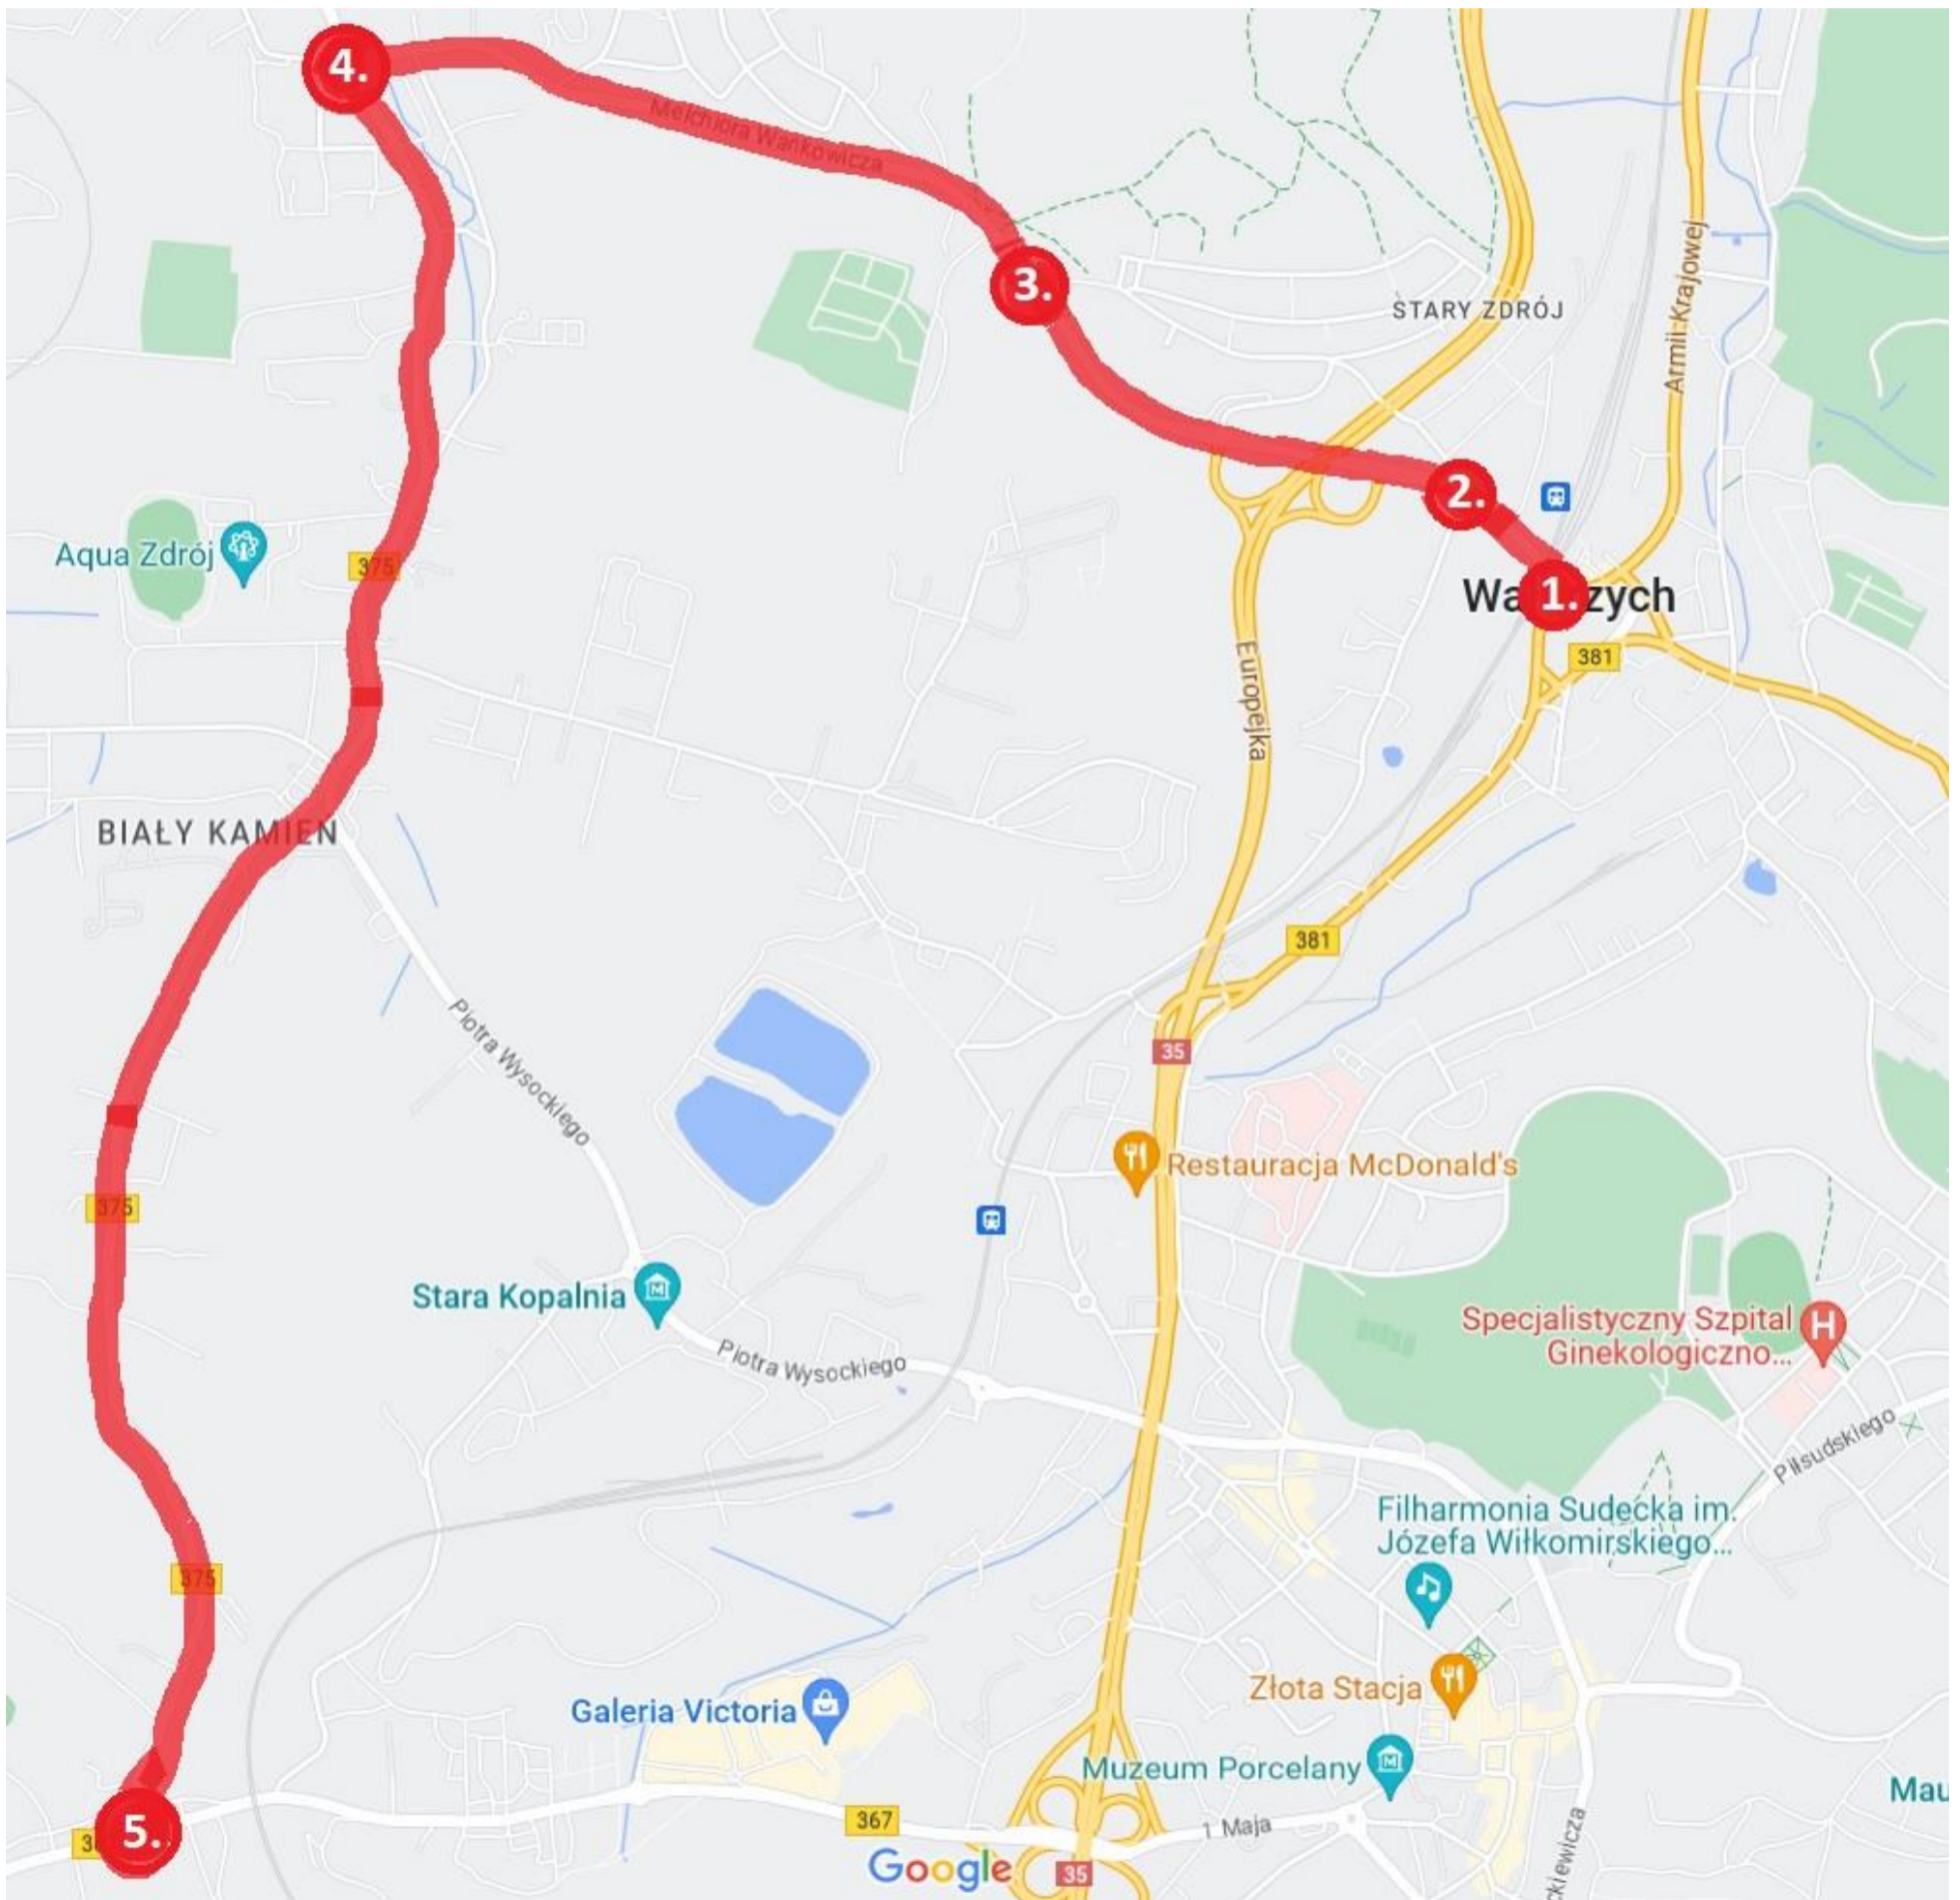 4.
Melchiora Wańkowicza
3.
STARY ZDRÓJ
Armii Krajowej
2.
Aqua Zdrój
375
1.
381
Europejka
BIAŁY KAMIEŃ
381
Piotra Wysockiego
35
Restauracja McDonald's
375
Stara Kopalnia
Specjalistyczny Szpital
Ginekologiczno...
Piotra Wysockiego
Piłsudskiego
Filharmonia Sudecka im.
Józefa Wiłkomirskiego...
375
Złota Stacja
Galeria Victoria
Muzeum Porcelany
Mau
367
1 Maja
5.
Google
35
ckiewicza